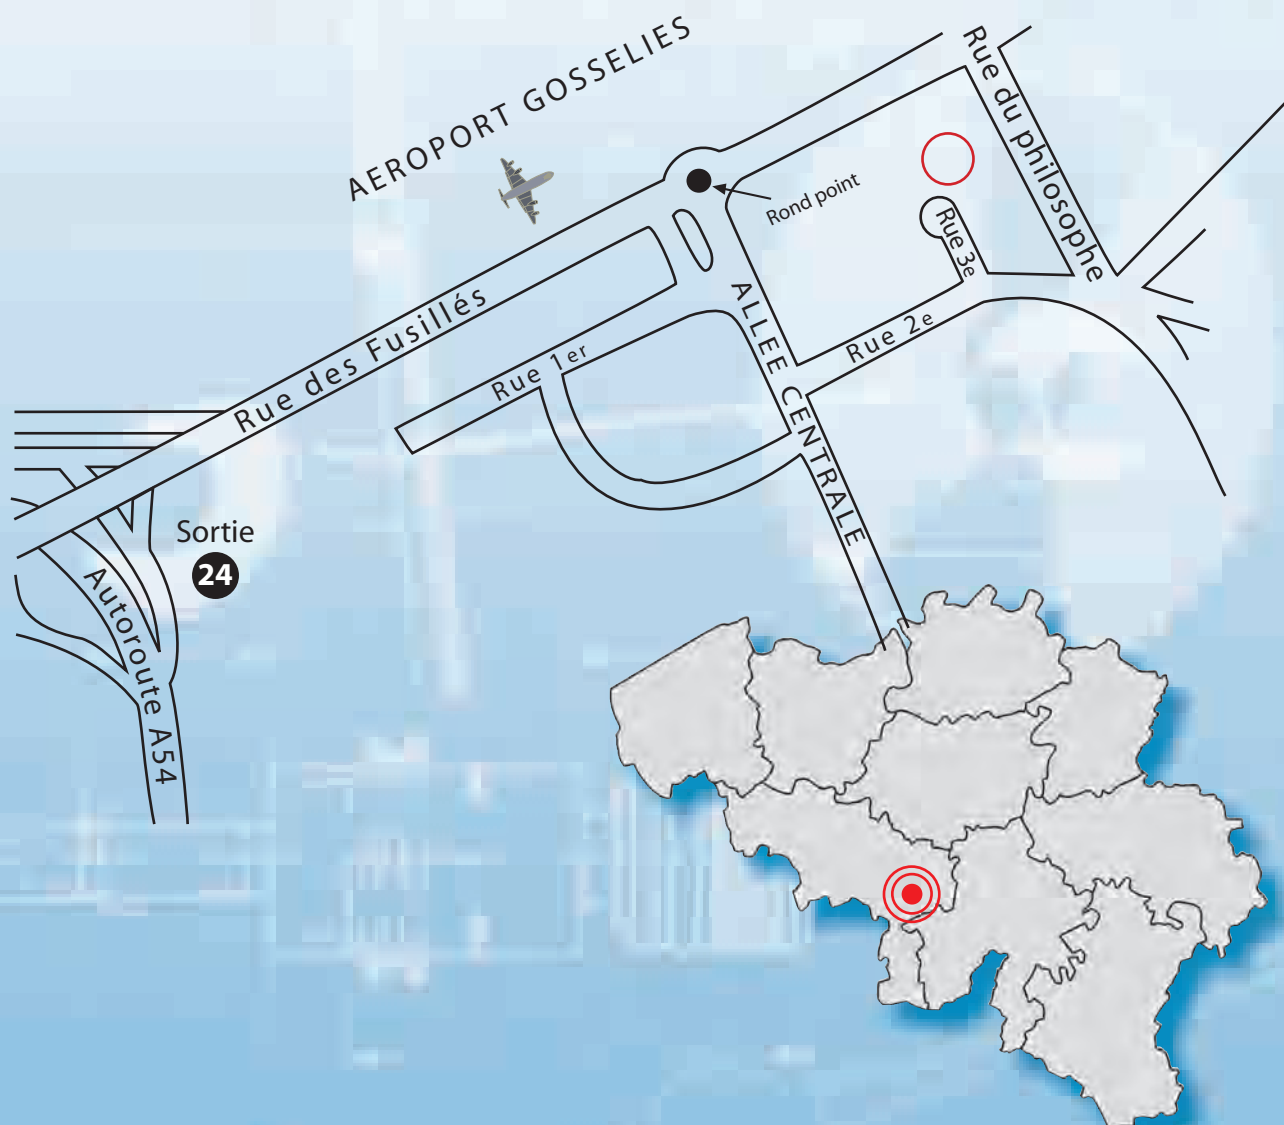 AEROPORT GOSSELIES
Rue du philosophe
Rond point
Rue 3e
Rue des Fusillés
ALLEE CENTRALE
Rue 2e
Rue 1er
Sortie
24
Autoroute A54